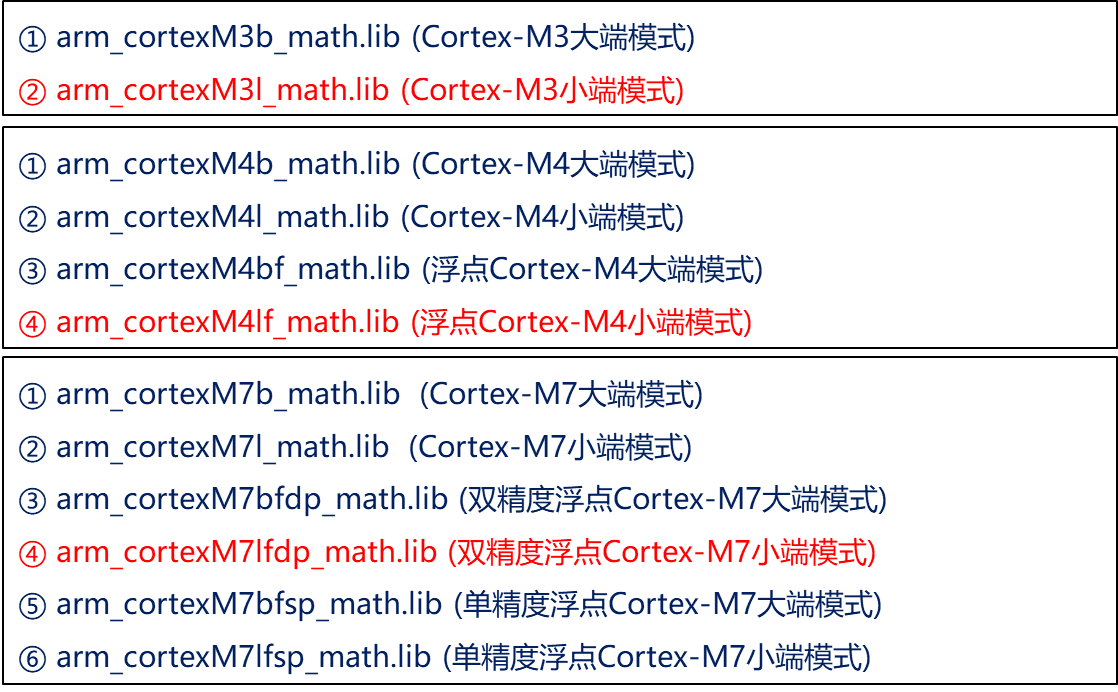 ① arm_cortexM3b_math.lib (Cortex-M3大端模式)
② arm_cortexM3l_math.lib (Cortex-M3小端模式)
① arm_cortexM4b_math.lib (Cortex-M4大端模式)
② arm_cortexM4l_math.lib (Cortex-M4小端模式)
③ arm_cortexM4bf_math.lib (浮点Cortex-M4大端模式)
④ arm_cortexM4lf_math.lib (浮点Cortex-M4小端模式)
① arm_cortexM7b_math.lib  (Cortex-M7大端模式)
② arm_cortexM7l_math.lib  (Cortex-M7小端模式)
③ arm_cortexM7bfdp_math.lib (双精度浮点Cortex-M7大端模式)
④ arm_cortexM7lfdp_math.lib (双精度浮点Cortex-M7小端模式)
⑤ arm_cortexM7bfsp_math.lib (单精度浮点Cortex-M7大端模式)
⑥ arm_cortexM7lfsp_math.lib (单精度浮点Cortex-M7小端模式)